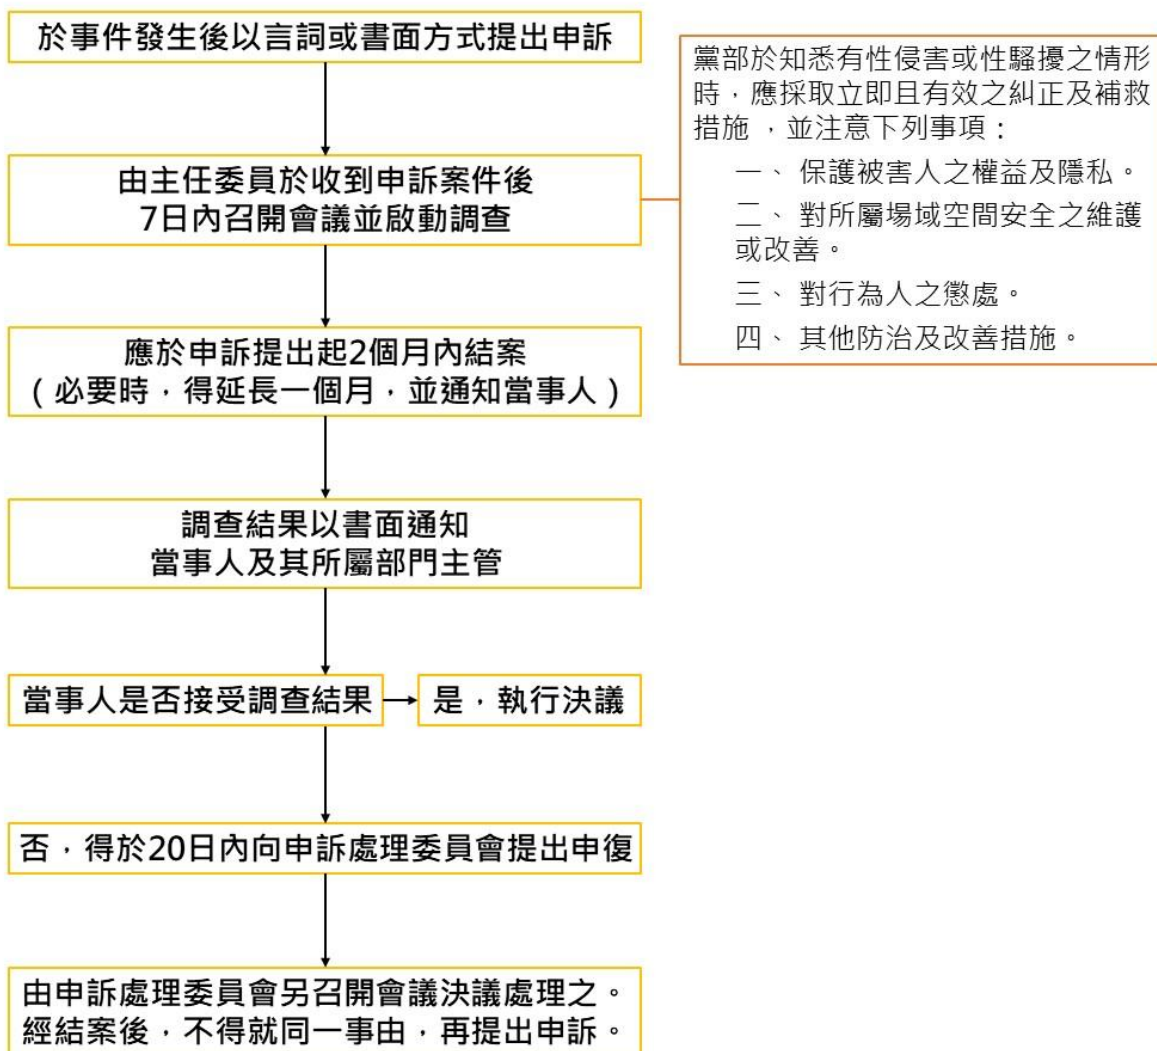 於事件發生後以言詞或書面方式提出申訴
由主任委員於收到申訴案件後
7日內召開會議並啟動調查
黨部於知悉有性侵害或性騷擾之情形
時，應採取立即且有效之糾正及補救
措施 ，並注意下列事項：
一、 保護被害人之權益及隱私。
二、 對所屬場域空間安全之維護
或改善。
三、 對行為人之懲處。
四、 其他防治及改善措施。
應於申訴提出起2個月內結案
（必要時，得延長一個月，並通知當事人）
調查結果以書面通知
當事人及其所屬部門主管
當事人是否接受調查結果
是，執行決議
否，得於20日內向申訴處理委員會提出申復
由申訴處理委員會另召開會議決議處理之。
經結案後，不得就同一事由，再提出申訴。